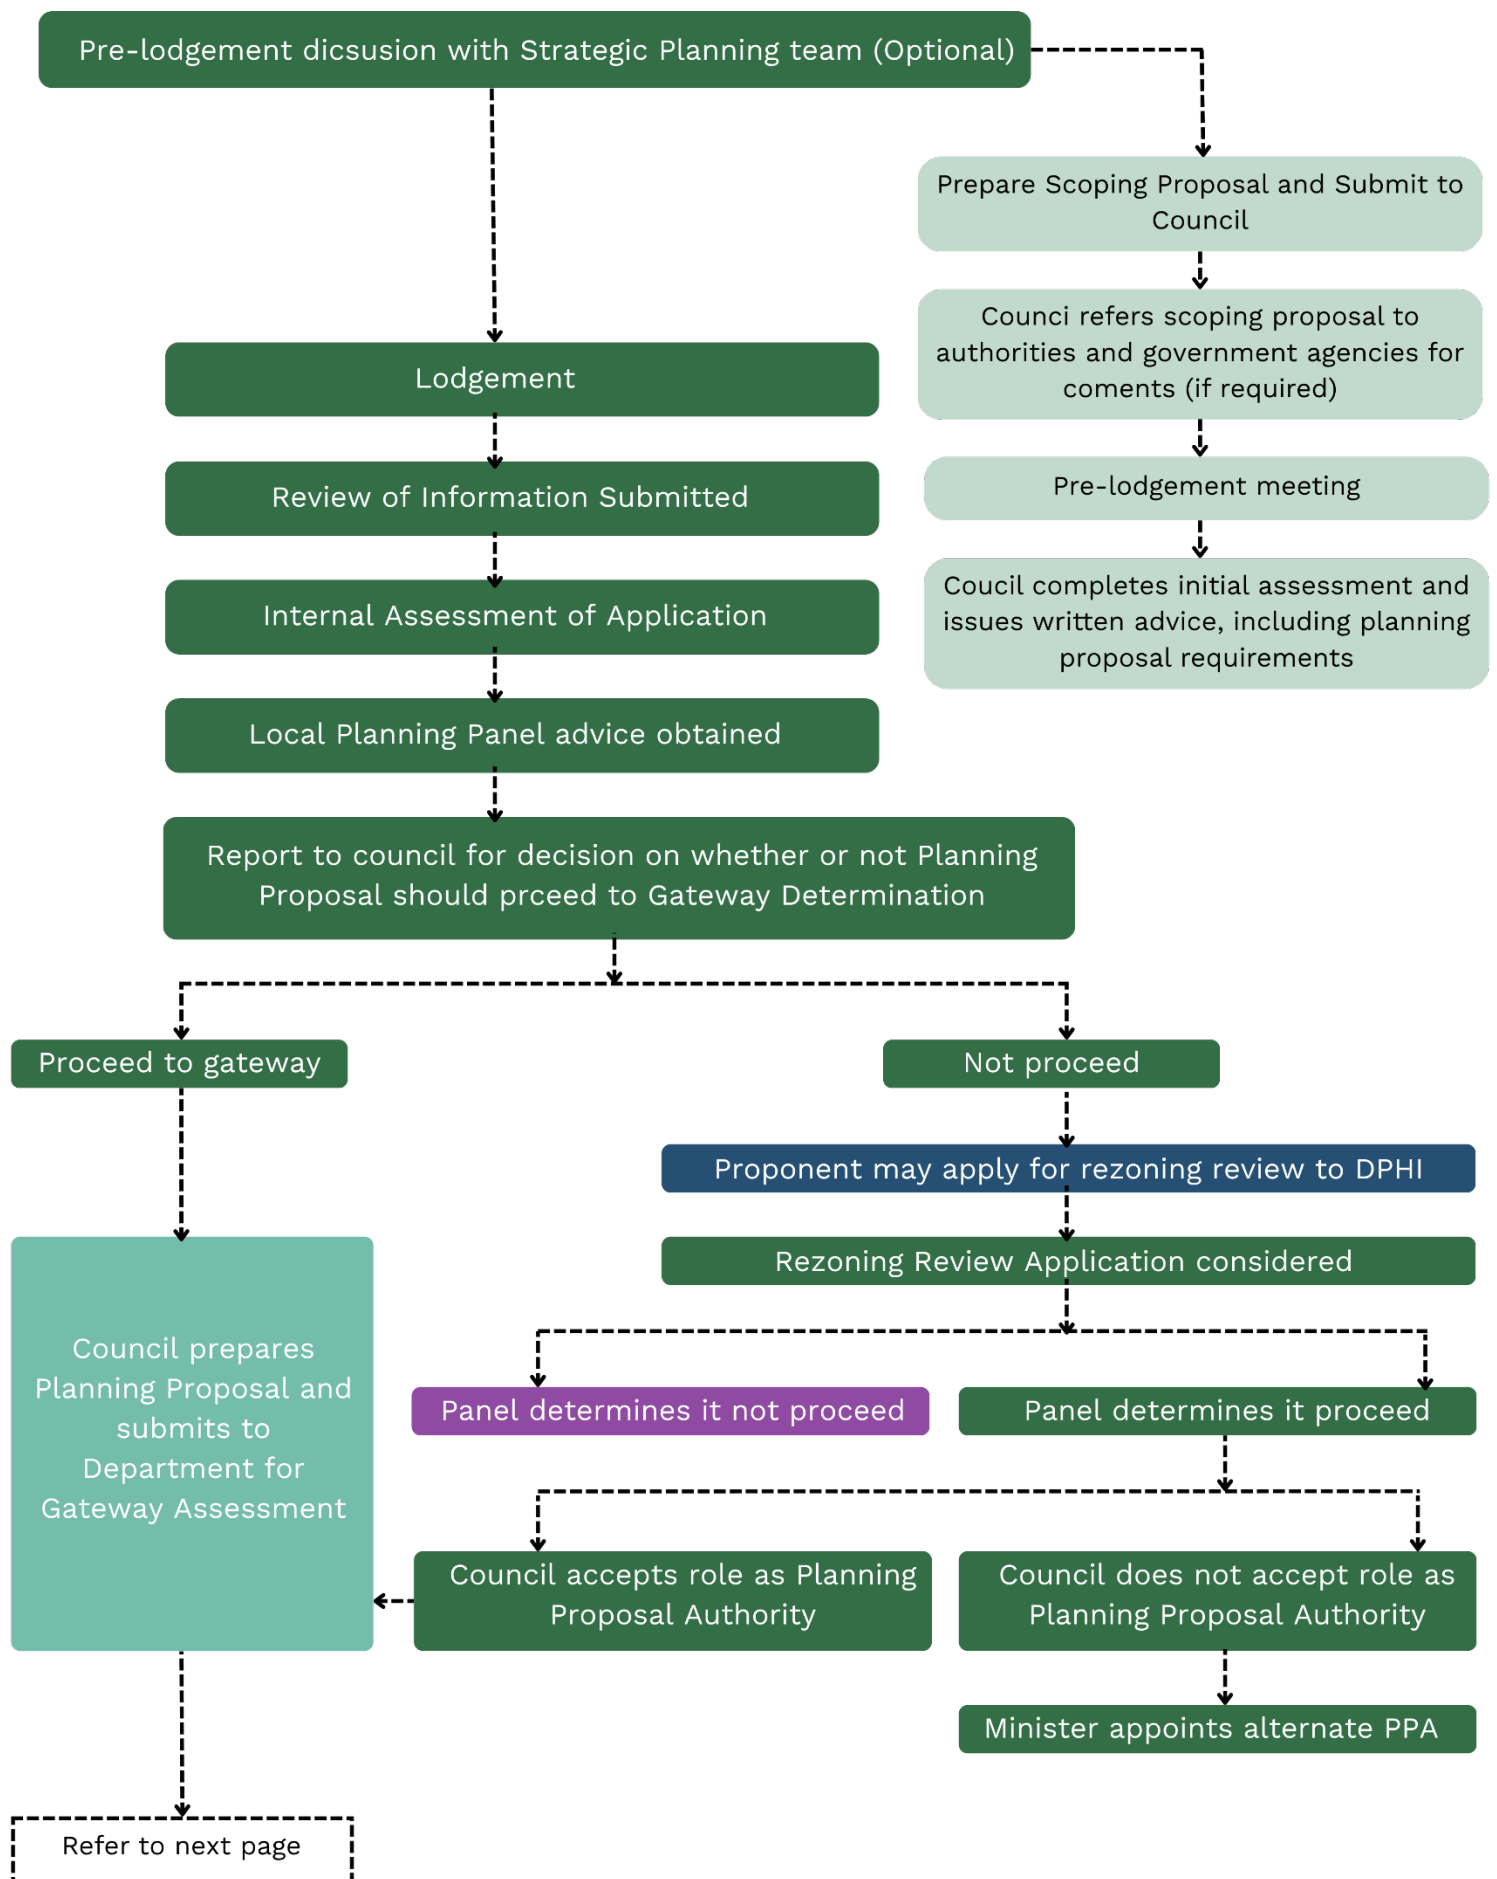 Pre-lodgement dicsusion with Strategic Planning team (Optional)
Prepare Scoping Proposal and Submit to
Council
Counci refers scoping proposal to
authorities and government agencies for
coments (if required)
Pre-lodgement meeting
Coucil completes initial assessment and
issues written advice, including planning
proposal requirements
Lodgement
Review of Information Submitted
Internal Assessment of Application
Local Planning Panel advice obtained
Report to council for decision on whether or not Planning
Proposal should prceed to Gateway Determination
Proceed to gateway
Not proceed
Proponent may apply for rezoning review to DPHI
Rezoning Review Application considered
Panel determines it not proceed
Panel determines it proceed
Council prepares
Planning Proposal and
submits to
Department for
Gateway Assessment
Council accepts role as Planning
Proposal Authority
Council does not accept role as
Planning Proposal Authority
Minister appoints alternate PPA
Refer to next page